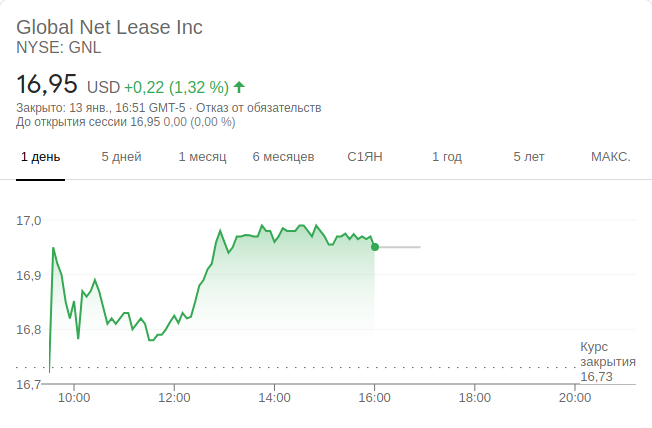 Global Net Lease Inc
NYSE: GNL
16,95 USD +0,22 (1,32 %)
Закрыто: 13 янв., 16:51 GMT-5 · Отказ от обязательств
До открытия сессии 16,95 0,00 (0,00 %)
1 день 5 дней 1 месяц 6 месяцев С1ЯН 1 год 5 лет МАКС.
17,0
16,9
16,8
16,7
Курс
закрытия
16,73
10:00 12:00 14:00 16:00 18:00 20:00